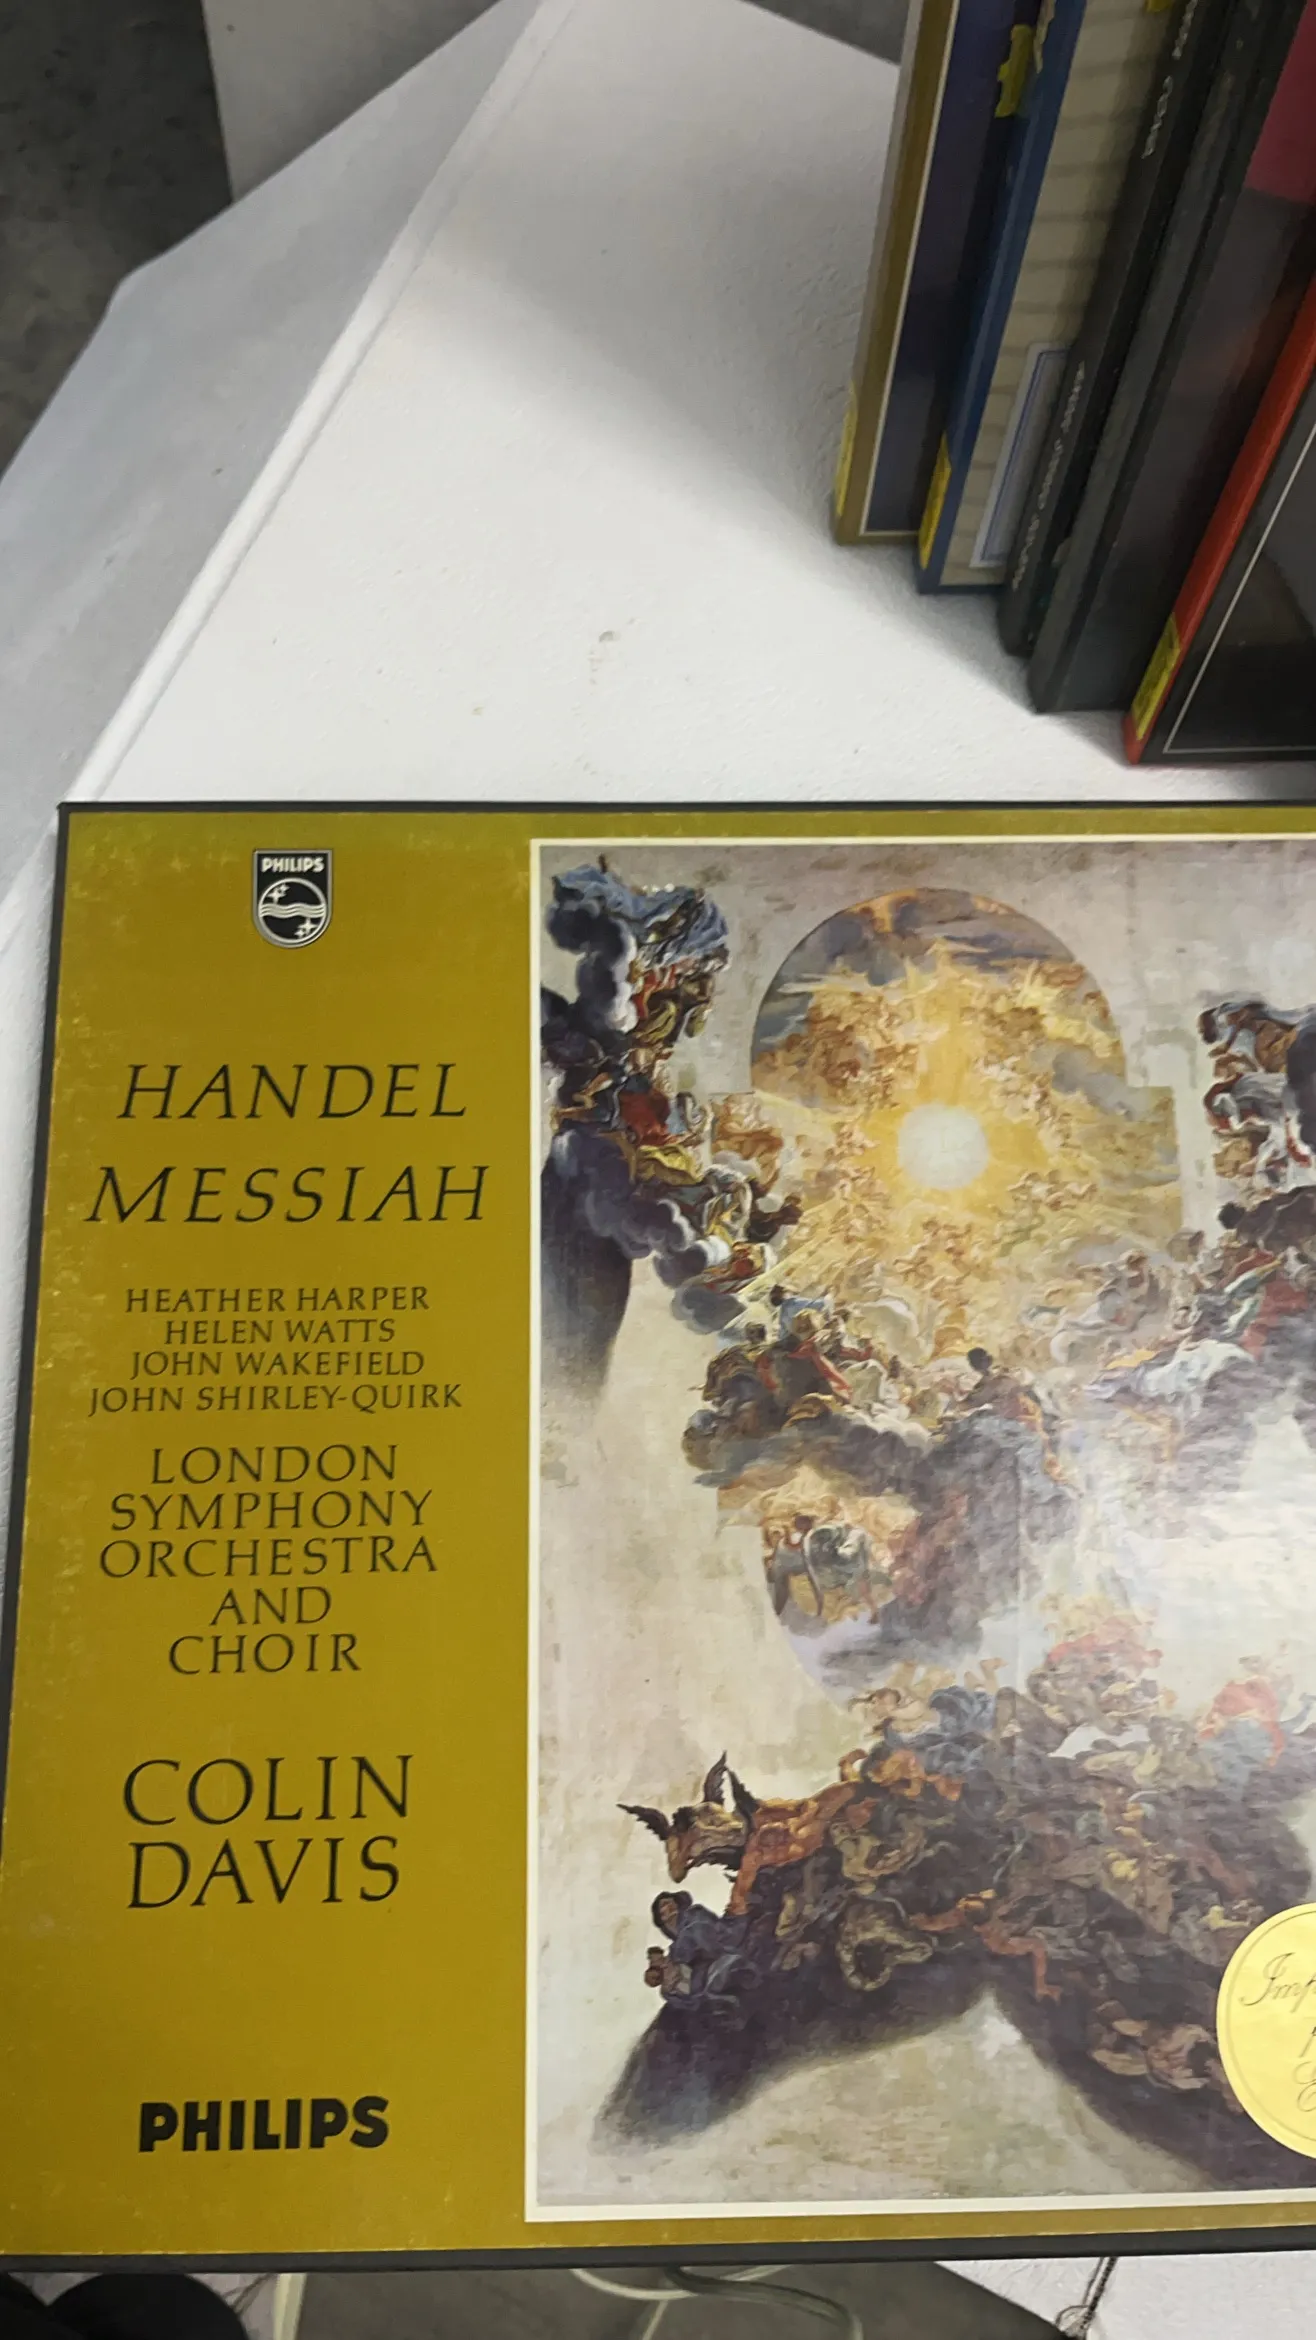 PHILIPS
HANDEL
MESSIAH
HEATHER HARPER
HELEN WATTS
JOHN WAKEFIELD
JOHN SHIRLEY-QUIRK
LONDON
SYMPHONY
ORCHESTRA
AND
CHOIR
COLIN
DAVIS
PHILIPS